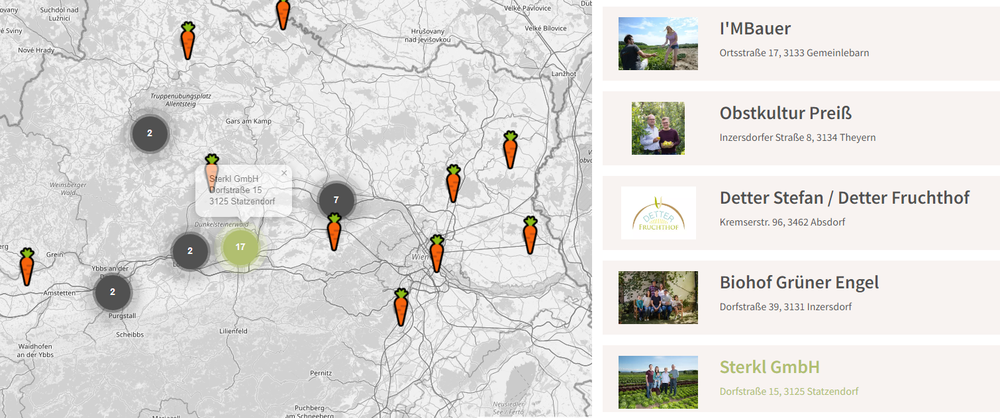 ovany
Suchdol nad
Lužnicí
é Sviny
Nové Hrady
Truppenübungsplatz
Allentsteig
Gars am Kamp
Hrušovany
nad Jevišovkou
Velké Pavlovice
Velké Bílovice
Dub
Lanžhot
Weinsberger
Wald
2
Sterkl GmbH
Dorfstraße 15
3125 Statzendorf
×
7
Dunkelsteinerwald
2
17
Wien
erg
Grein
Ybbs an der
2
Amstetten
Purgstall
Scheibbs
Lilienfeld
Waidhofen
an der Ybbs
Pernitz
Puchberg
am Schneeberg
Mariazell
Neusiedler
See / Fertő
I'MBauer
Ortsstraße 17, 3133 Gemeinlebarn
Obstkultur Preiß
Inzersdorfer Straße 8, 3134 Theyern
DETTER
FRUCHTHOF
Detter Stefan / Detter Fruchthof
Kremserstr. 96, 3462 Absdorf
Biohof Grüner Engel
Dorfstraße 39, 3131 Inzersdorf
Sterkl GmbH
Dorfstraße 15, 3125 Statzendorf